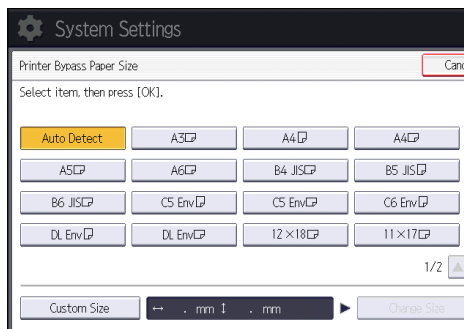 System Settings
Printer Bypass Paper Size
Canc
Select item, then press [OK].
Auto Detect A3 A4 A4
A5 A6 B4 JIS B5 JIS
B6 JIS C5 Env C5 Env C6 Env
DL Env DL Env 12×18 11×17
1/2
Custom Size ↔ . mm ↕ . mm ▶ Change Size